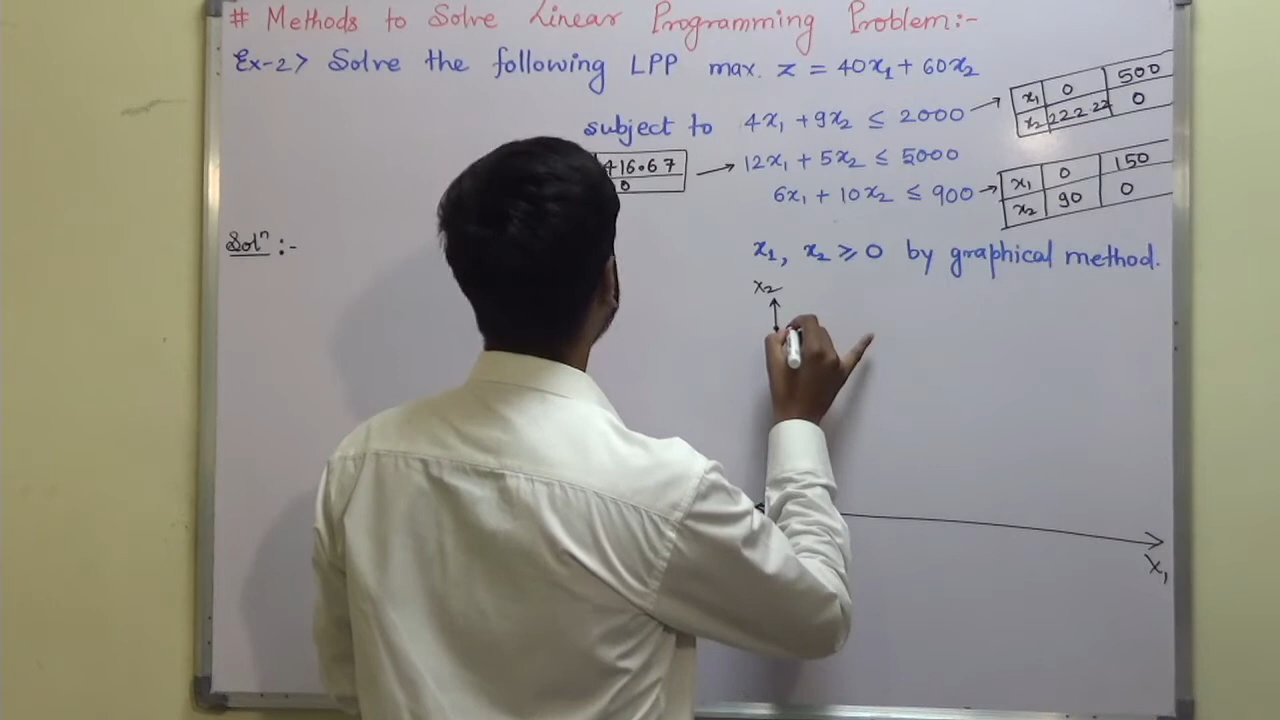 # Methods to Solve Linear Programming Problem:-
Ex-2> Solve the following LPP max. z = 40x₁ + 60x₂
subject to 4x₁ + 9x₂ ≤ 2000 → x₁ 0 500
x₂ 222.22 0
416.67 → 12x₁ + 5x₂ ≤ 5000
0
6x₁ + 10x₂ ≤ 900 → x₁ 0 150
x₂ 90 0
Solⁿ :-
x₁, x₂ ≥ 0 by graphical method.
x₂
X₁